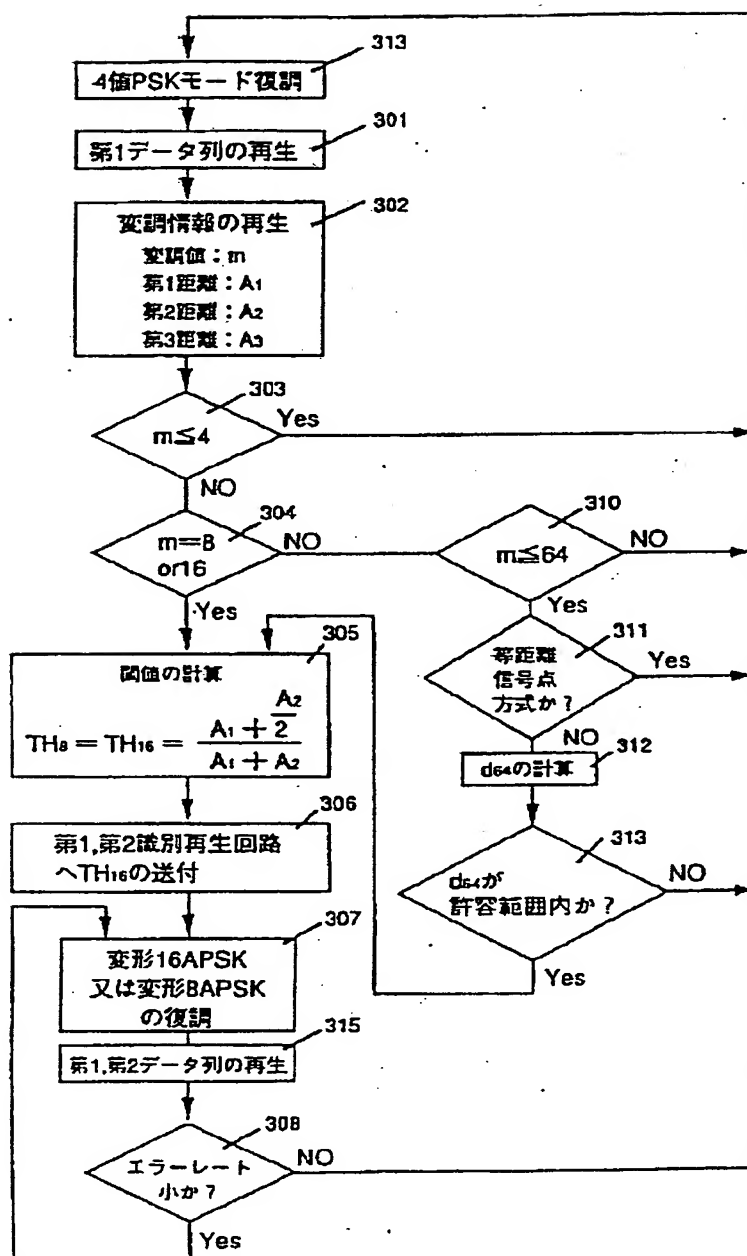 313
4値PSKモード復調
301
第1データ列の再生
302
変調情報の再生
変調値：m
第1距離：A1
第2距離：A2
第3距離：A3
303
m≦4
Yes
NO
304
m=8
or16
NO
Yes
310
m≦64
NO
Yes
311
等距離
信号点
方式か？
Yes
NO
312
d64の計算
313
d64が
許容範囲内か？
NO
Yes
305
閾値の計算
TH8 = TH16 = (A1 + A2/2) / (A1 + A2)
306
第1,第2識別再生回路
へTH16の送付
307
変形16APSK
又は変形8APSK
の復調
315
第1,第2データ列の再生
308
エラーレート
小か？
NO
Yes